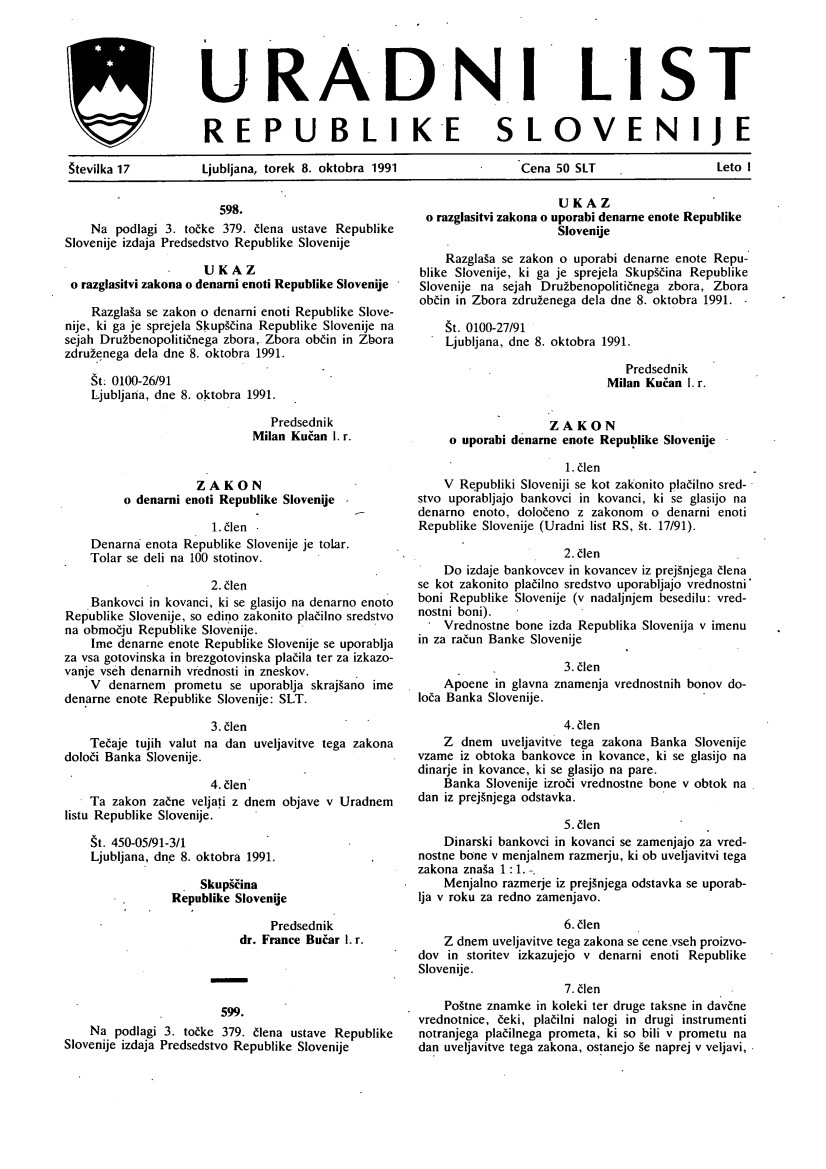 URADNI LIST
REPUBLIKE SLOVENIJE
Številka 17 Ljubljana, torek 8. oktobra 1991 Cena 50 SLT Leto I
598.
Na podlagi 3. točke 379. člena ustave Republike
Slovenije izdaja Predsedstvo Republike Slovenije
UKAZ
o razglasitvi zakona o denarni enoti Republike Slovenije
Razglaša se zakon o denarni enoti Republike Slove-
nije, ki ga je sprejela Skupščina Republike Slovenije na
sejah Družbenopolitičnega zbora, Zbora občin in Zbora
združenega dela dne 8. oktobra 1991.
Št. 0100-26/91
Ljubljana, dne 8. oktobra 1991.
Predsednik
Milan Kučan l. r.
ZAKON
o denarni enoti Republike Slovenije
1. člen
Denarna enota Republike Slovenije je tolar.
Tolar se deli na 100 stotinov.
2. člen
Bankovci in kovanci, ki se glasijo na denarno enoto
Republike Slovenije, so edino zakonito plačilno sredstvo
na območju Republike Slovenije.
Ime denarne enote Republike Slovenije se uporablja
za vsa gotovinska in brezgotovinska plačila ter za izkazo-
vanje vseh denarnih vrednosti in zneskov.
V denarnem prometu se uporablja skrajšano ime
denarne enote Republike Slovenije: SLT.
3. člen
Tečaje tujih valut na dan uveljavitve tega zakona
določi Banka Slovenije.
4. člen
Ta zakon začne veljati z dnem objave v Uradnem
listu Republike Slovenije.
Št. 450-05/91-3/1
Ljubljana, dne 8. oktobra 1991.
Skupščina
Republike Slovenije
Predsednik
dr. France Bučar l. r.
599.
Na podlagi 3. točke 379. člena ustave Republike
Slovenije izdaja Predsedstvo Republike Slovenije
UKAZ
o razglasitvi zakona o uporabi denarne enote Republike
Slovenije
Razglaša se zakon o uporabi denarne enote Repu-
blike Slovenije, ki ga je sprejela Skupščina Republike
Slovenije na sejah Družbenopolitičnega zbora, Zbora
občin in Zbora združenega dela dne 8. oktobra 1991.
Št. 0100-27/91
Ljubljana, dne 8. oktobra 1991.
Predsednik
Milan Kučan l. r.
ZAKON
o uporabi denarne enote Republike Slovenije
1. člen
V Republiki Sloveniji se kot zakonito plačilno sred-
stvo uporabljajo bankovci in kovanci, ki se glasijo na
denarno enoto, določeno z zakonom o denarni enoti
Republike Slovenije (Uradni list RS, št. 17/91).
2. člen
Do izdaje bankovcev in kovancev iz prejšnjega člena
se kot zakonito plačilno sredstvo uporabljajo vrednostni
boni Republike Slovenije (v nadaljnjem besedilu: vred-
nostni boni).
Vrednostne bone izda Republika Slovenija v imenu
in za račun Banke Slovenije
3. člen
Apoene in glavna znamenja vrednostnih bonov do-
loča Banka Slovenije.
4. člen
Z dnem uveljavitve tega zakona Banka Slovenije
vzame iz obtoka bankovce in kovance, ki se glasijo na
dinarje in kovance, ki se glasijo na pare.
Banka Slovenije izroči vrednostne bone v obtok na
dan iz prejšnjega odstavka.
5. člen
Dinarski bankovci in kovanci se zamenjajo za vred-
nostne bone v menjalnem razmerju, ki ob uveljavitvi tega
zakona znaša 1 : 1.
Menjalno razmerje iz prejšnjega odstavka se uporab-
lja v roku za redno zamenjavo.
6. člen
Z dnem uveljavitve tega zakona se cene vseh proizvo-
dov in storitev izkazujejo v denarni enoti Republike
Slovenije.
7. člen
Poštne znamke in koleki ter druge taksne in davčne
vrednotnice, čeki, plačilni nalogi in drugi instrumenti
notranjega plačilnega prometa, ki so bili v prometu na
dan uveljavitve tega zakona, ostanejo še naprej v veljavi,